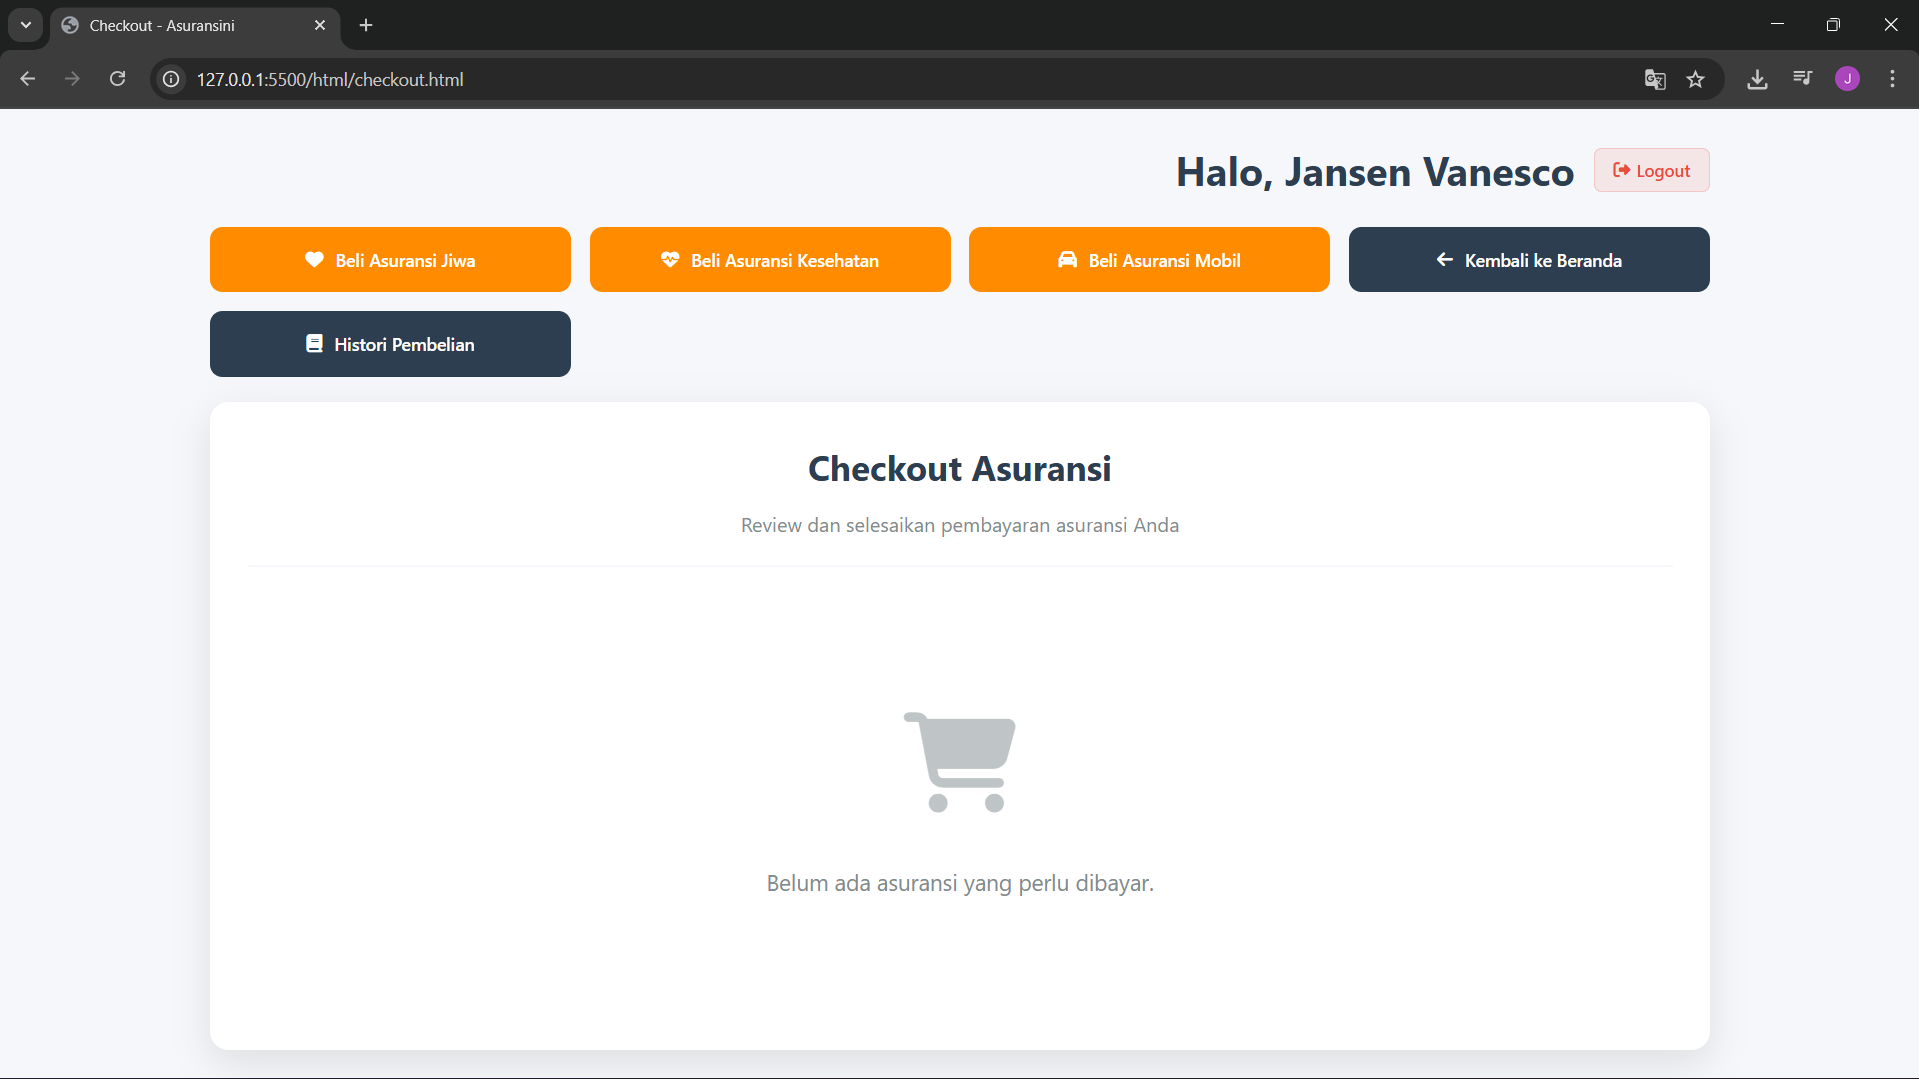 Checkout - Asuransini
127.0.0.1:5500/html/checkout.html
J
Halo, Jansen Vanesco
Logout
Beli Asuransi Jiwa
Beli Asuransi Kesehatan
Beli Asuransi Mobil
Kembali ke Beranda
Histori Pembelian
Checkout Asuransi
Review dan selesaikan pembayaran asuransi Anda
Belum ada asuransi yang perlu dibayar.